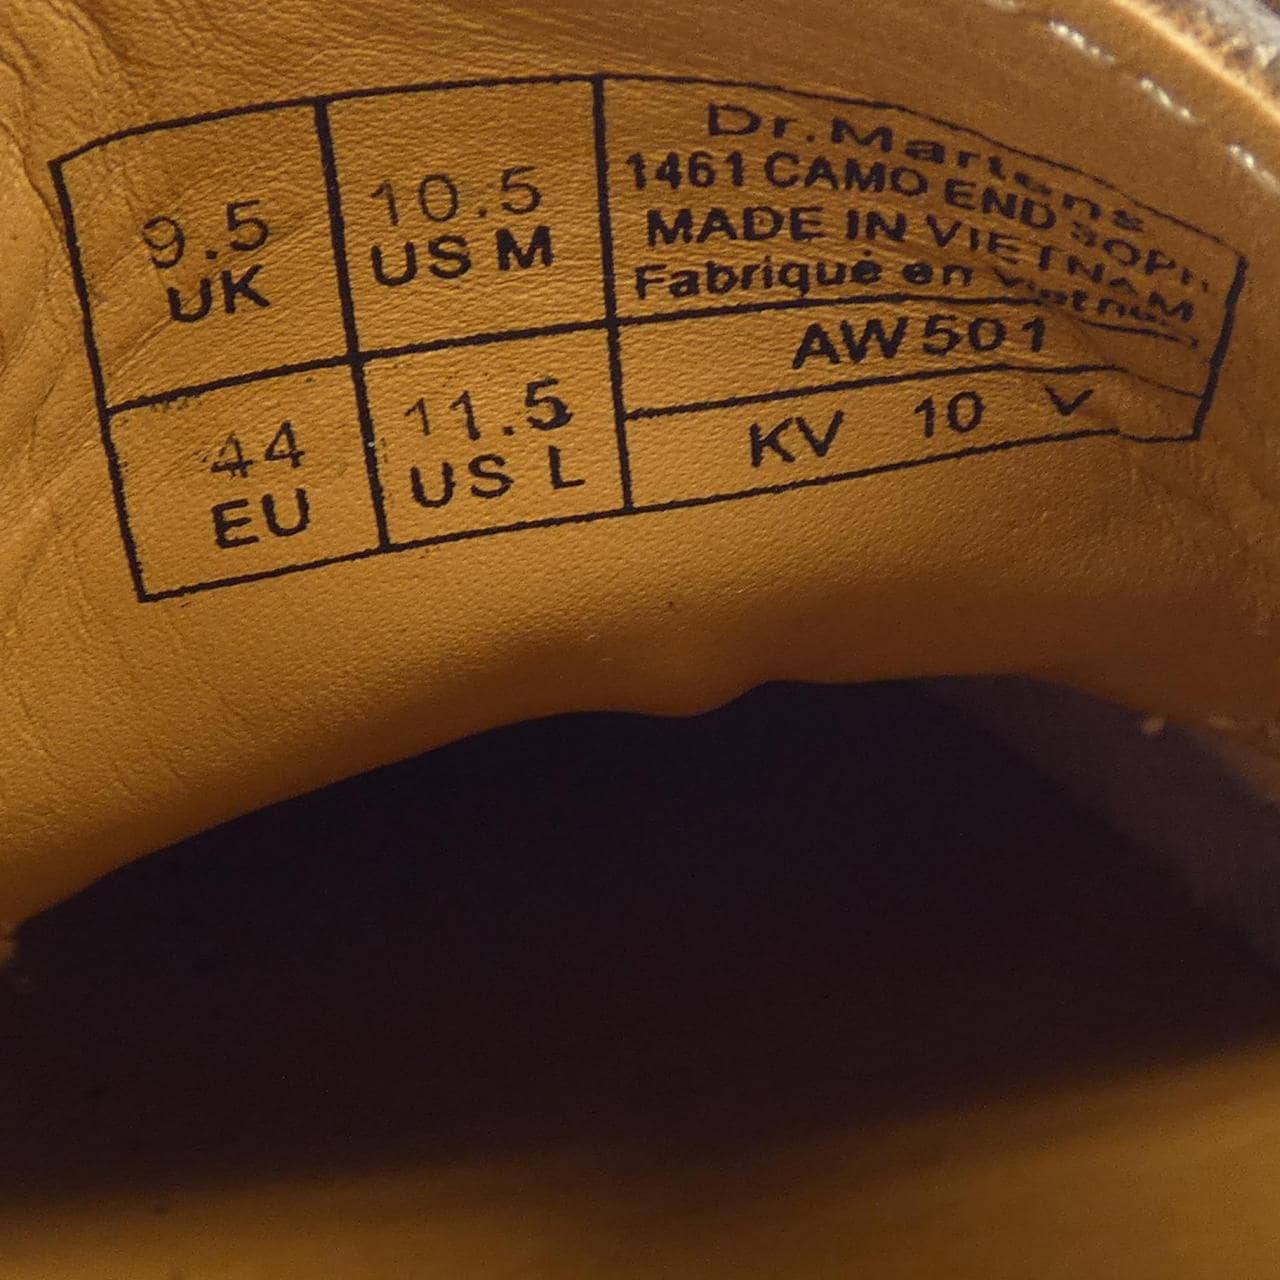 9.5
UK
10.5
US M
44
EU
11.5
US L
Dr.Martens
1461 CAMO END SOPH
MADE IN VIETNAM
Fabriqué en Vietnam
AW501
KV 10 V